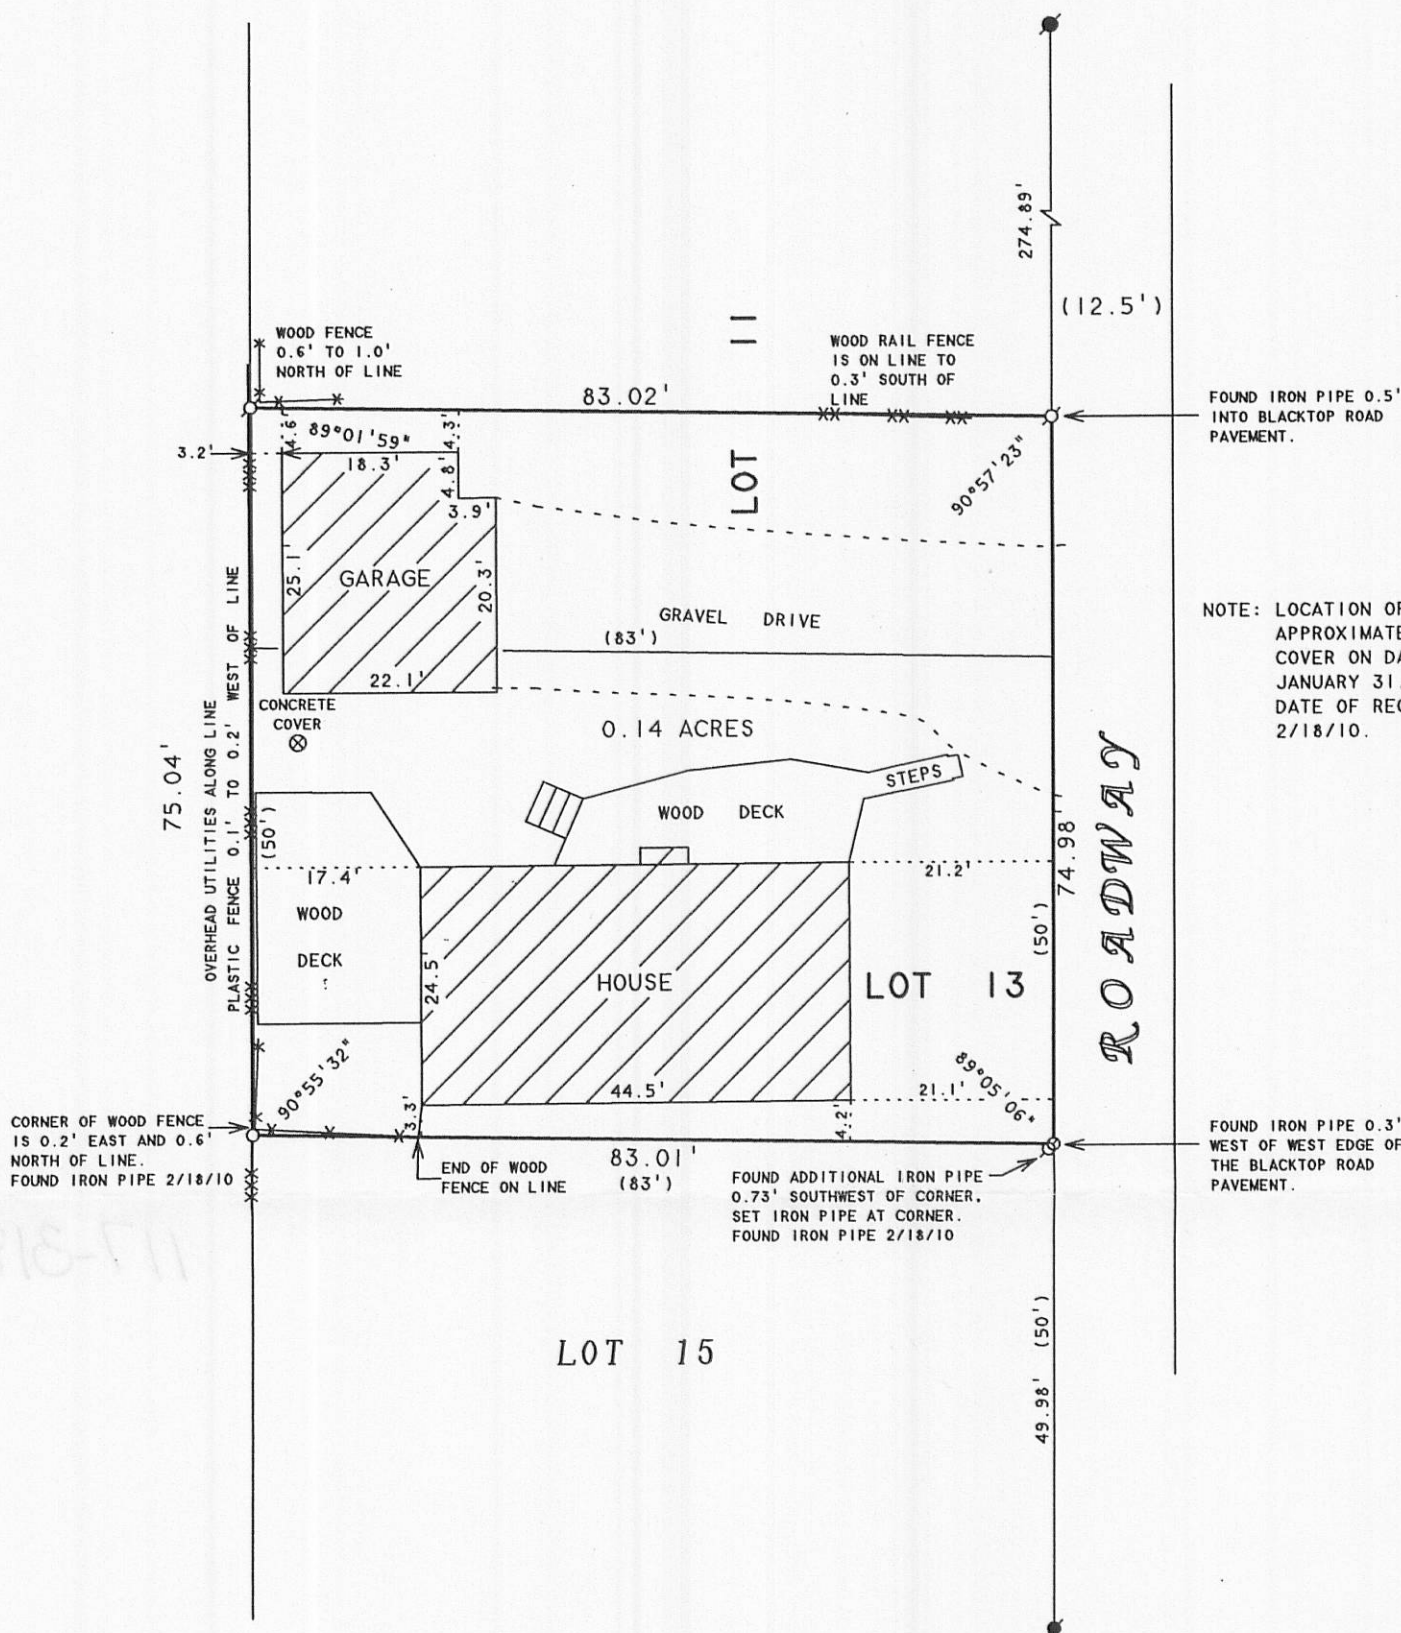 274.89'
(12.5')
WOOD FENCE
0.6' TO 1.0'
NORTH OF LINE
LOT 11
WOOD RAIL FENCE
IS ON LINE TO
0.3' SOUTH OF
LINE
83.02'
FOUND IRON PIPE 0.5'
INTO BLACKTOP ROAD
PAVEMENT.
4.6'
89°01'59"
4.3'
3.2'
18.3'
4.8'
3.9'
90°57'23"
25.1'
GARAGE
20.3'
GRAVEL DRIVE
(83')
22.1'
NOTE: LOCATION OF
APPROXIMATE
COVER ON DA
JANUARY 31,
DATE OF REC
2/18/10.
CONCRETE
COVER
0.14 ACRES
75.04'
OVERHEAD UTILITIES ALONG LINE
PLASTIC FENCE 0.1' TO 0.2' WEST OF LINE
(50')
STEPS
WOOD DECK
74.98'
(50')
ROADWAY
17.4'
21.2'
WOOD
DECK
24.5'
HOUSE
LOT 13
90°55'32"
44.5'
21.1'
89°05'06"
3.3'
4.2'
CORNER OF WOOD FENCE
IS 0.2' EAST AND 0.6'
NORTH OF LINE.
FOUND IRON PIPE 2/18/10
END OF WOOD
FENCE ON LINE
83.01'
(83')
FOUND ADDITIONAL IRON PIPE
0.73' SOUTHWEST OF CORNER,
SET IRON PIPE AT CORNER.
FOUND IRON PIPE 2/18/10
FOUND IRON PIPE 0.3'
WEST OF WEST EDGE OF
THE BLACKTOP ROAD
PAVEMENT.
LOT 15
49.98' (50')